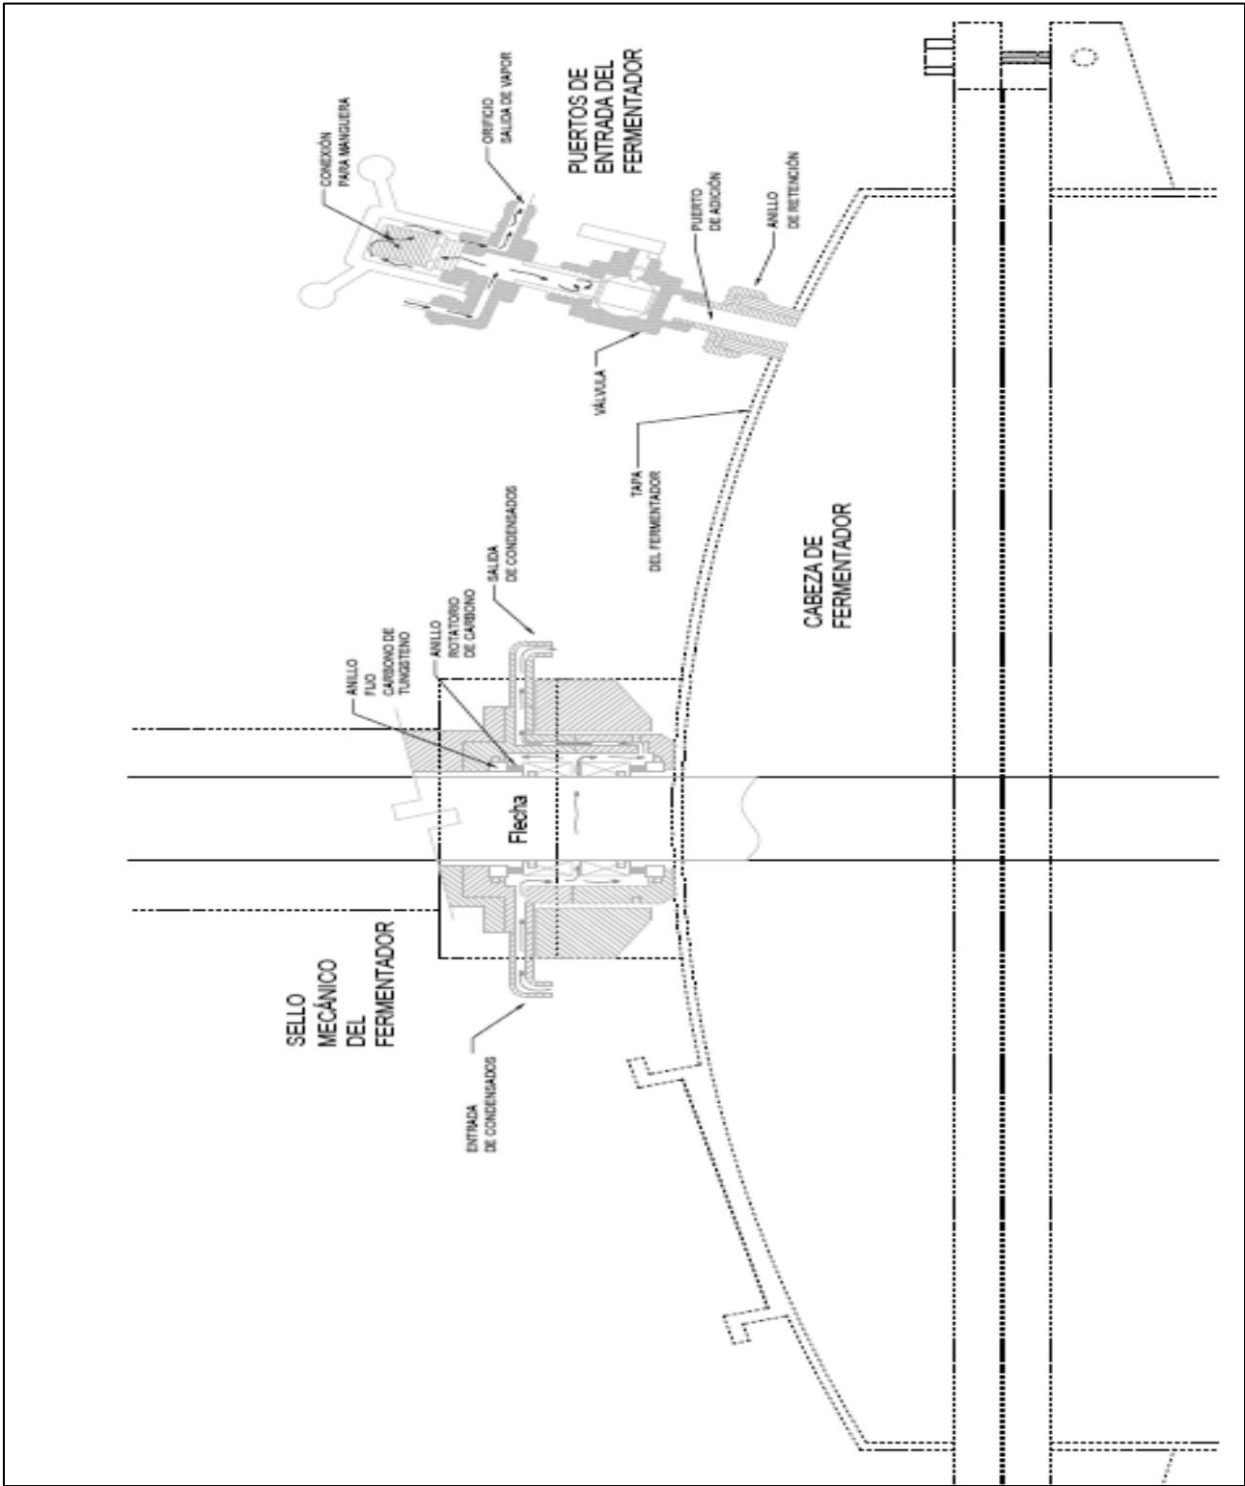 CONEXIÓN
PARA MANGUERA
ORIFICIO
SALIDA DE VAPOR
PUERTOS DE
ENTRADA DEL
FERMENTADOR
PUERTO
DE ADICIÓN
ANILLO
DE RETENCIÓN
VÁLVULA
TAPA
DEL FERMENTADOR
CABEZA DE
FERMENTADOR
SALIDA
DE CONDENSADOS
ANILLO
ROTATORIO
DE CARBONO
ANILLO
FIJO
CARBONO DE
TUNGSTENO
Flecha
SELLO
MECÁNICO
DEL
FERMENTADOR
ENTRADA
DE CONDENSADOS